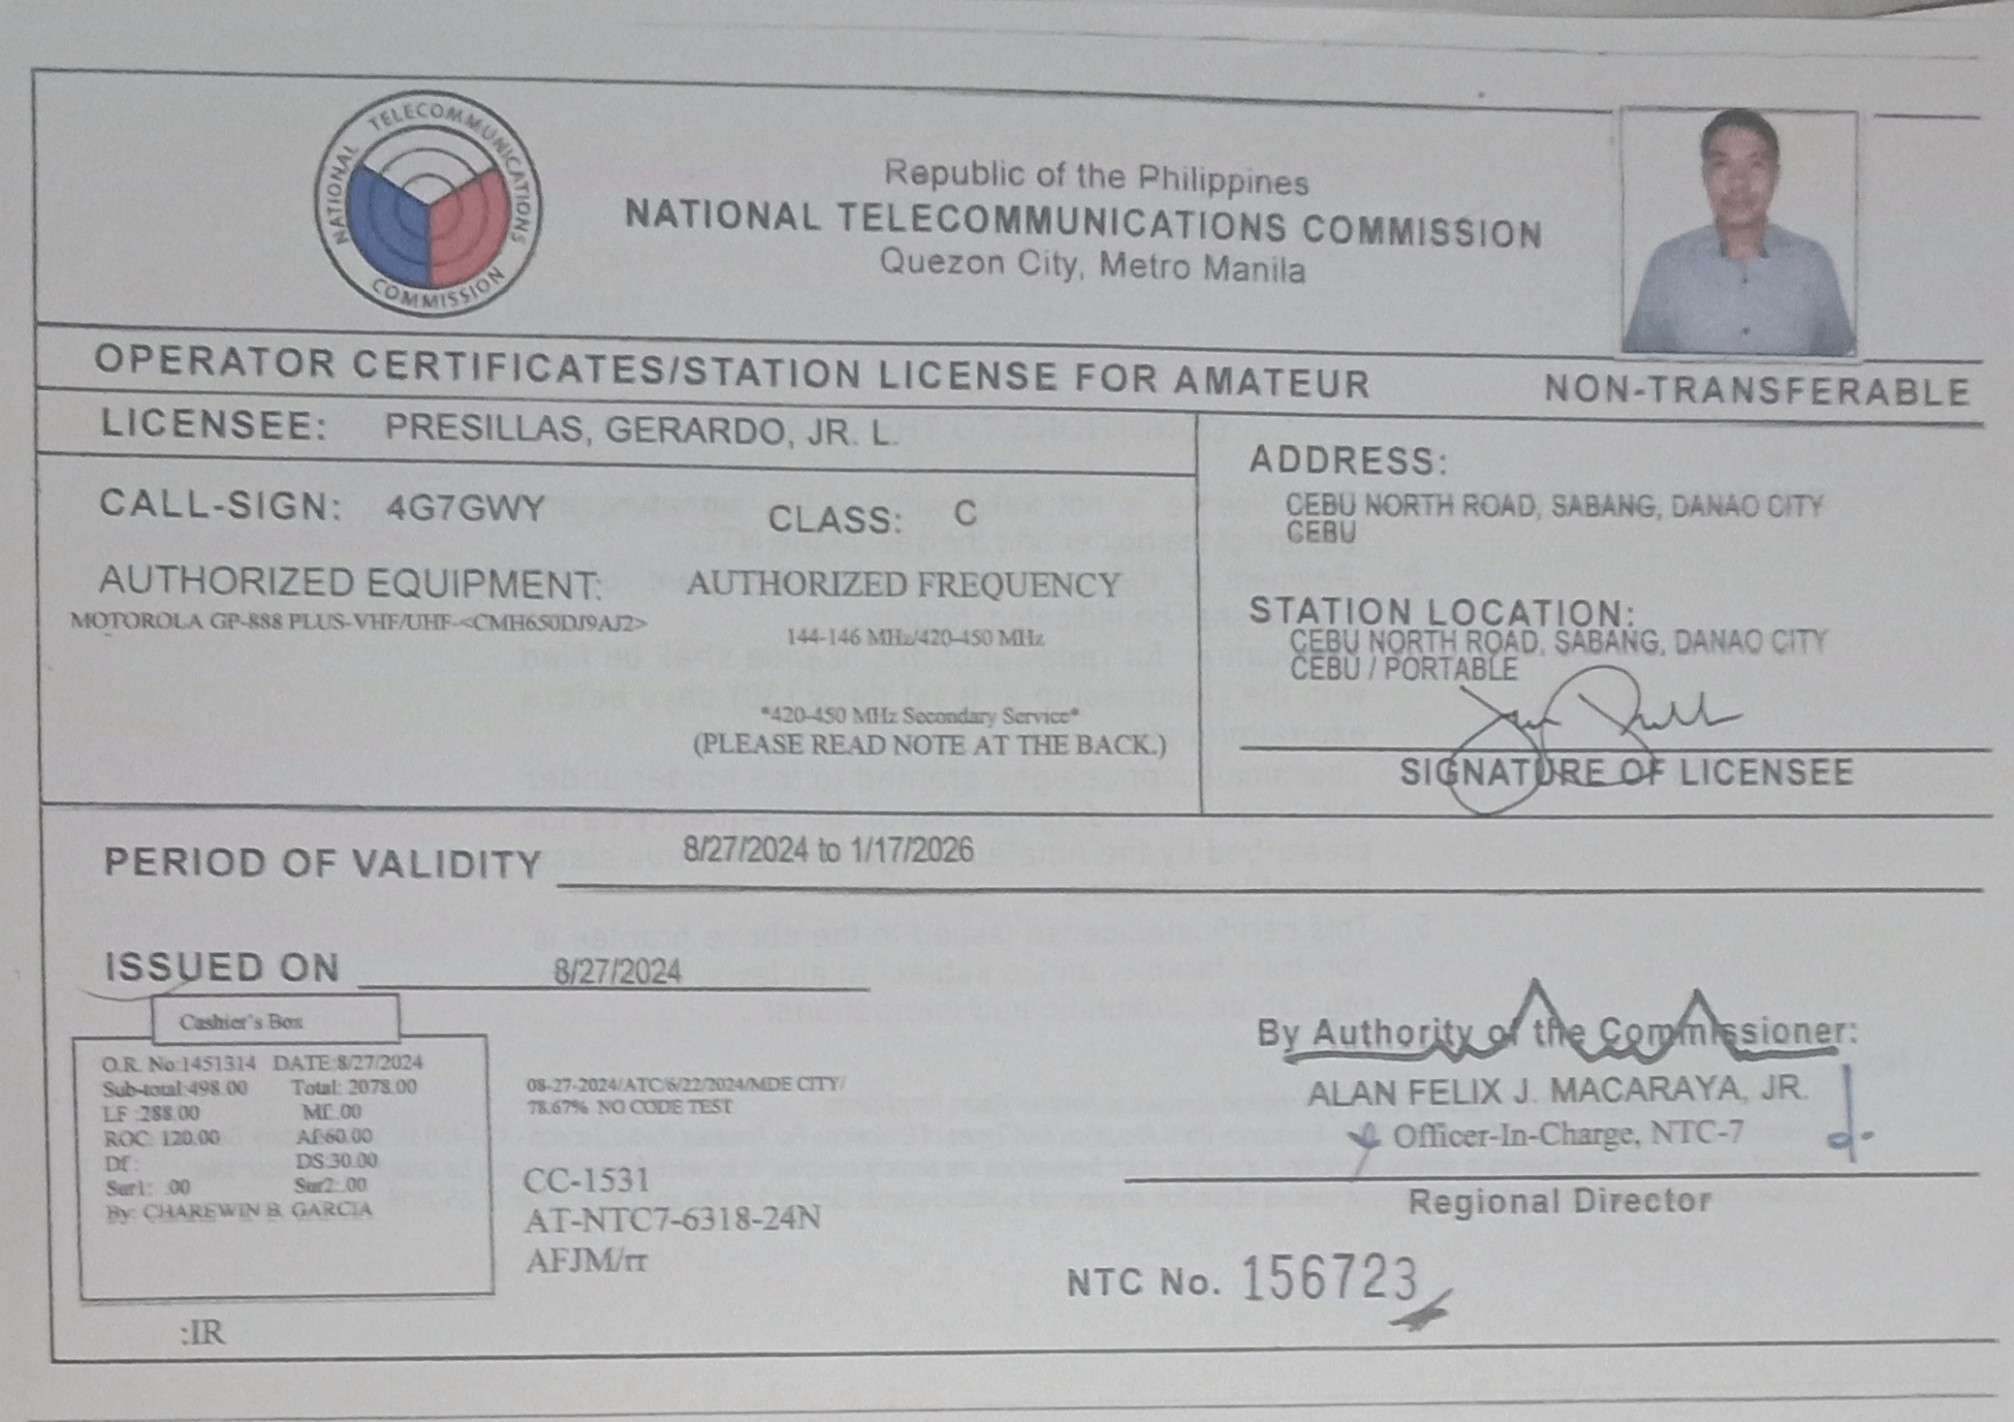 NATIONAL TELECOMMUNICATIONS COMMISSION
Republic of the Philippines
NATIONAL TELECOMMUNICATIONS COMMISSION
Quezon City, Metro Manila
OPERATOR CERTIFICATES/STATION LICENSE FOR AMATEUR NON-TRANSFERABLE
LICENSEE: PRESILLAS, GERARDO, JR. L.
CALL-SIGN: 4G7GWY CLASS: C
AUTHORIZED EQUIPMENT: AUTHORIZED FREQUENCY
MOTOROLA GP-888 PLUS-VHF/UHF-<CMH650DJ9AJ2>
144-146 MHz/420-450 MHz
*420-450 MHz Secondary Service*
(PLEASE READ NOTE AT THE BACK.)
ADDRESS:
CEBU NORTH ROAD, SABANG, DANAO CITY
CEBU
STATION LOCATION:
CEBU NORTH ROAD, SABANG, DANAO CITY
CEBU / PORTABLE
SIGNATURE OF LICENSEE
PERIOD OF VALIDITY 8/27/2024 to 1/17/2026
ISSUED ON 8/27/2024
Cashier's Box
O.R. No:1451314 DATE:8/27/2024
Sub-total:498.00 Total: 2078.00
LF :288.00 MF:.00
ROC: 120.00 AF:60.00
Df : DS:30.00
Sur1: .00 Sur2:.00
By: CHAREWIN B. GARCIA
:IR
08-27-2024/ATC/6/22/2024/MDE CITY/
78.67% NO CODE TEST
CC-1531
AT-NTC7-6318-24N
AFJM/rr
By Authority of the Commissioner:
ALAN FELIX J. MACARAYA, JR.
Officer-In-Charge, NTC-7
Regional Director
NTC No. 156723